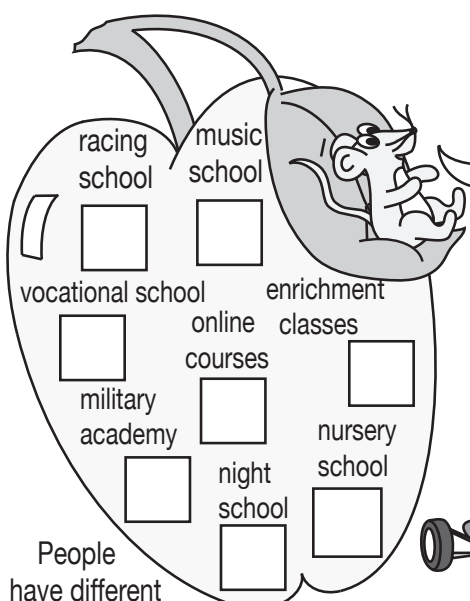 racing
school
music
school
vocational school
enrichment
classes
online
courses
military
academy
nursery
school
night
school
People
have different